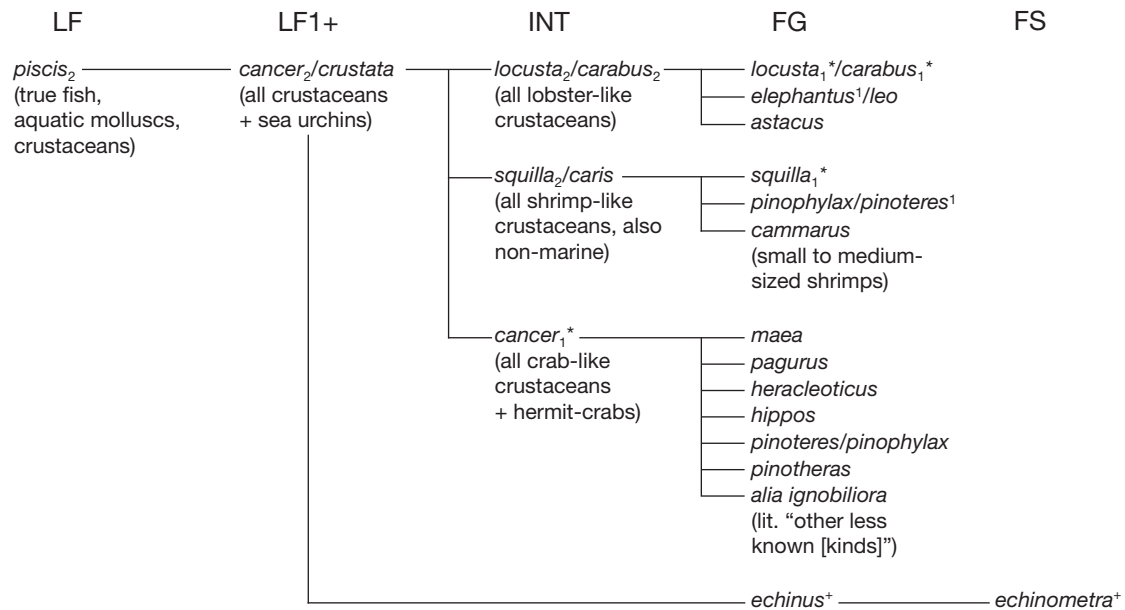 LF LF1+ INT FG FS
piscis₂ cancer₂/crustata locusta₂/carabus₂ locusta₁*/carabus₁*
(true fish, (all crustaceans (all lobster-like elephantus¹/leo
aquatic molluscs, + sea urchins) crustaceans) astacus
crustaceans)
squilla₂/caris squilla₁*
(all shrimp-like pinophylax/pinoteres¹
crustaceans, also cammarus
non-marine) (small to medium-
sized shrimps)
cancer₁* maea
(all crab-like pagurus
crustaceans heracleoticus
+ hermit-crabs) hippos
pinoteres/pinophylax
pinotheras
alia ignobiliora
(lit. “other less
known [kinds]”)
echinus⁺ echinometra⁺